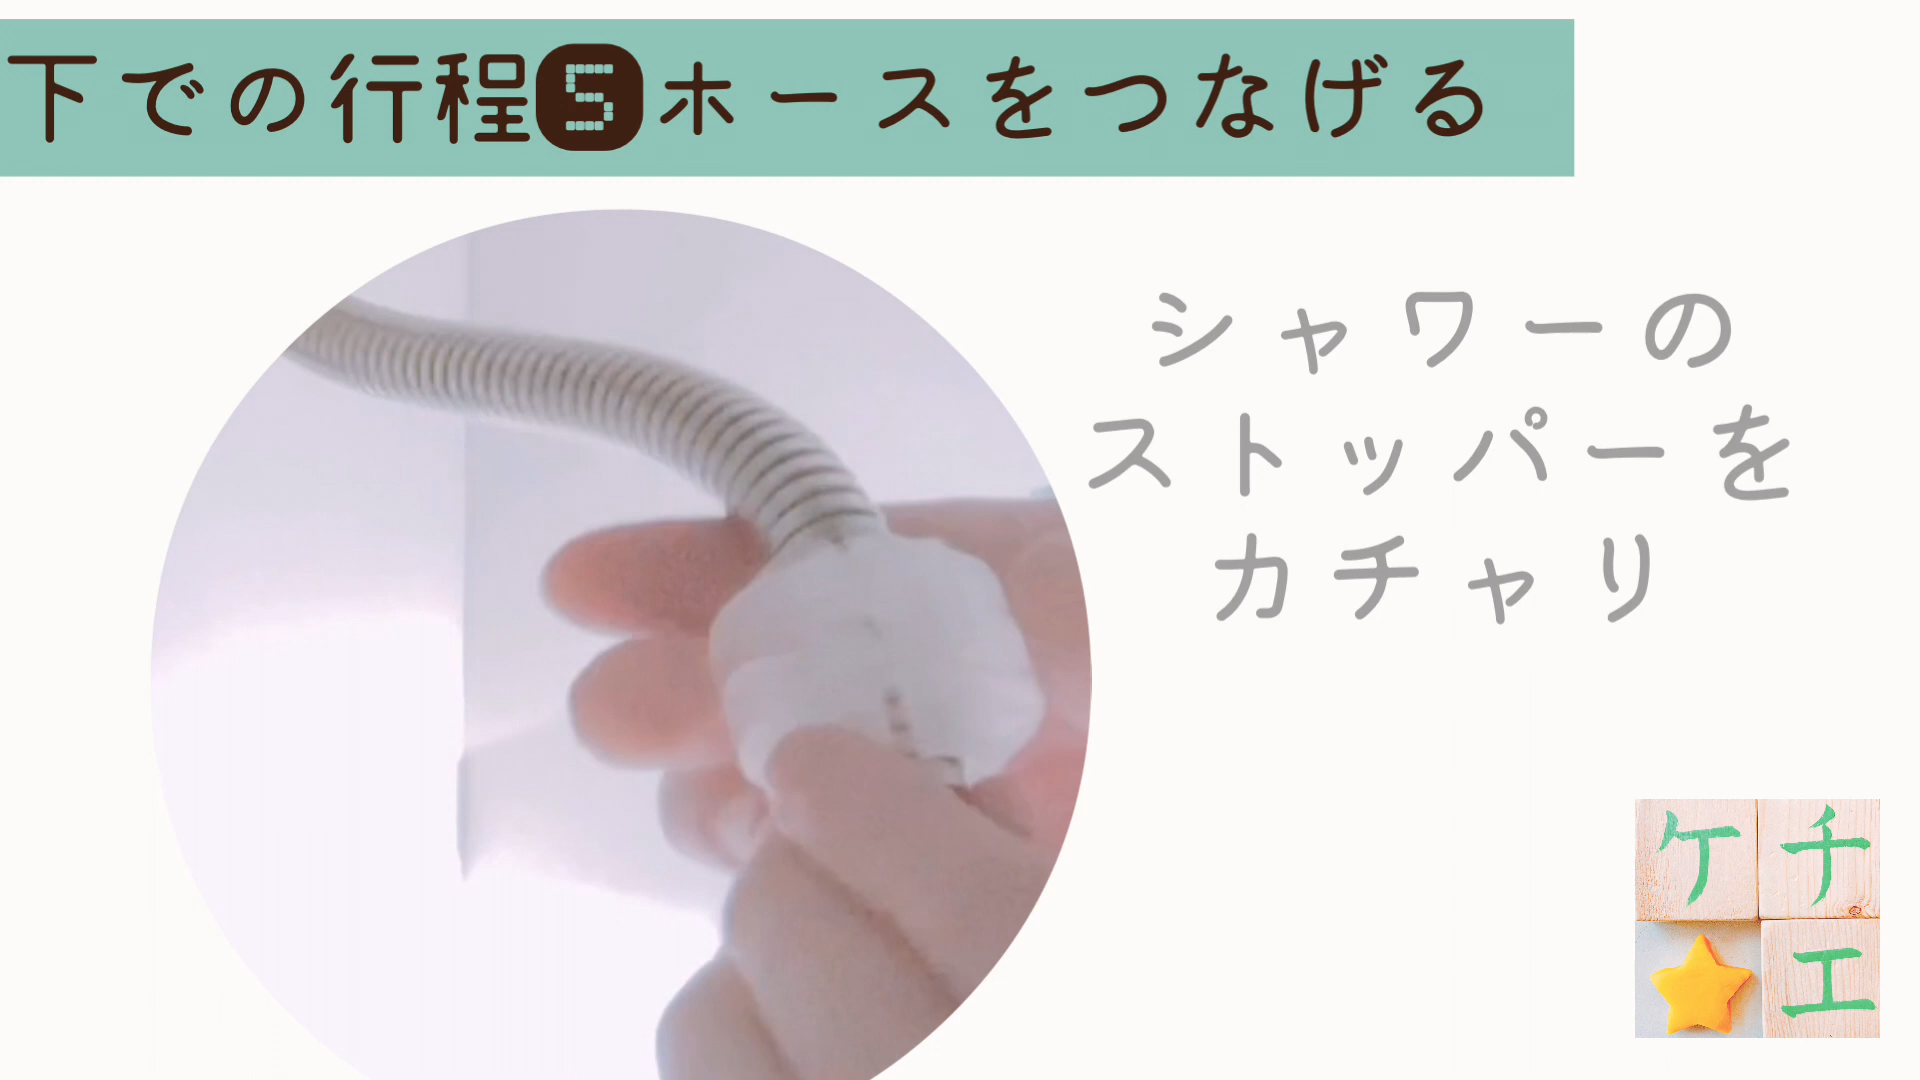 下での行程5ホースをつなげる
シャワーの
ストッパーを
カチャリ
ケチ
エ